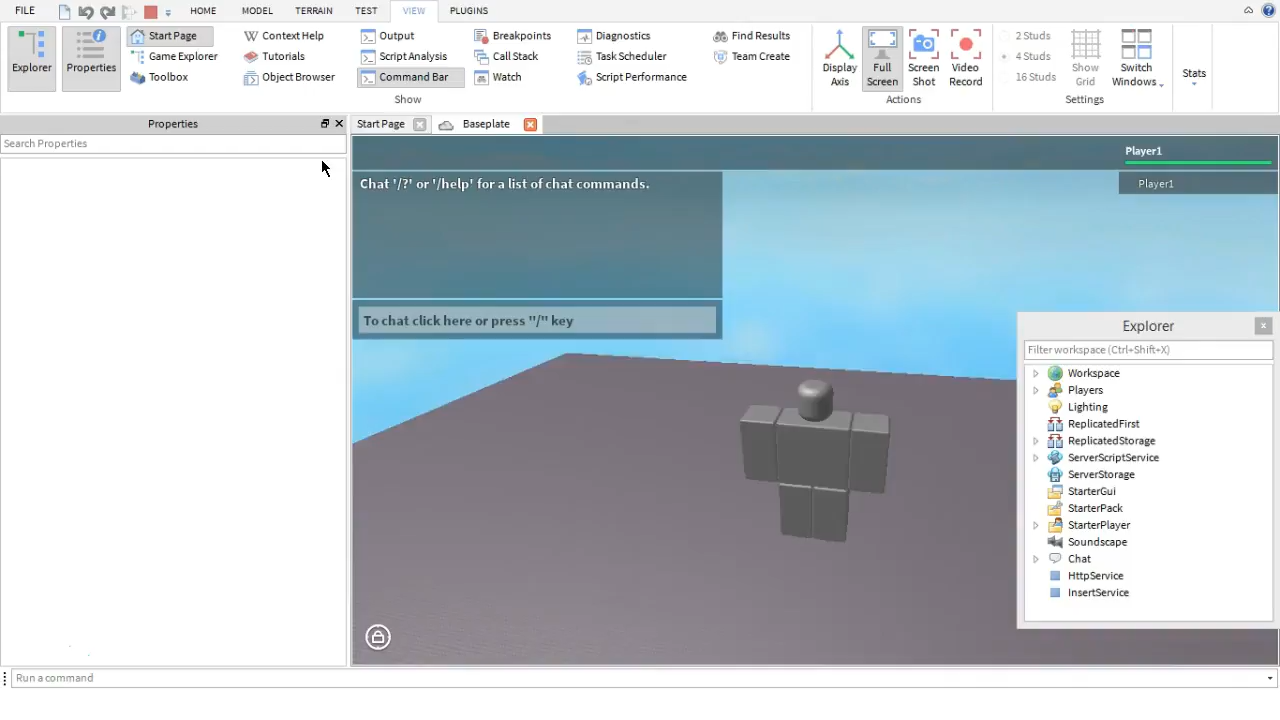 FILE
HOME
MODEL
TERRAIN
TEST
VIEW
PLUGINS
Explorer
Properties
Start Page
Game Explorer
Toolbox
Context Help
Tutorials
Object Browser
Output
Script Analysis
Command Bar
Breakpoints
Call Stack
Watch
Diagnostics
Task Scheduler
Script Performance
Find Results
Team Create
Show
Display Axis
Full Screen
Screen Shot
Video Record
Actions
2 Studs
4 Studs
16 Studs
Show Grid
Switch Windows
Settings
Stats
Properties
Search Properties
Start Page
Baseplate
Player1
Player1
Chat '/?' or '/help' for a list of chat commands.
To chat click here or press "/" key
Explorer
Filter workspace (Ctrl+Shift+X)
Workspace
Players
Lighting
ReplicatedFirst
ReplicatedStorage
ServerScriptService
ServerStorage
StarterGui
StarterPack
StarterPlayer
Soundscape
Chat
HttpService
InsertService
Run a command